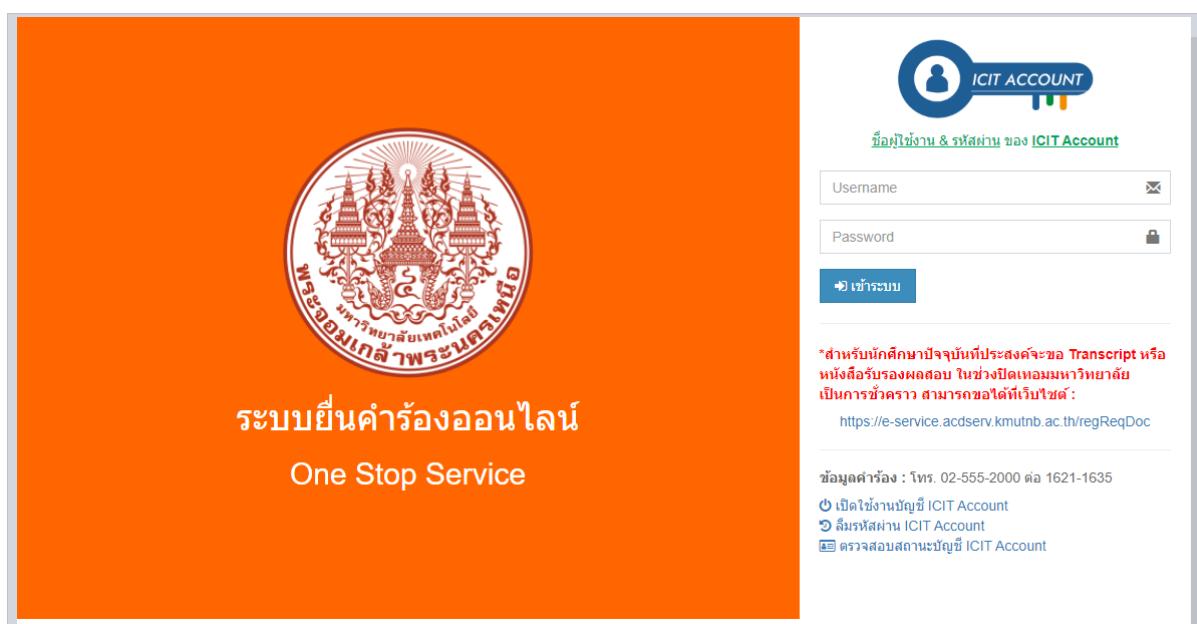 พระจอมเกล้าพระนครเหนือ
มหาวิทยาลัยเทคโนโลยี
ระบบยื่นคำร้องออนไลน์
One Stop Service
ICIT ACCOUNT
ชื่อผู้ใช้งาน & รหัสผ่าน ของ ICIT Account
Username
Password
เข้าระบบ
*สำหรับนักศึกษาปัจจุบันที่ประสงค์จะขอ Transcript หรือ
หนังสือรับรองผลสอบ ในช่วงปิดเทอมมหาวิทยาลัย
เป็นการชั่วคราว สามารถขอได้ที่เว็บไซต์ :
https://e-service.acdserv.kmutnb.ac.th/regReqDoc
ข้อมูลคำร้อง : โทร. 02-555-2000 ต่อ 1621-1635
เปิดใช้งานบัญชี ICIT Account
ลืมรหัสผ่าน ICIT Account
ตรวจสอบสถานะบัญชี ICIT Account